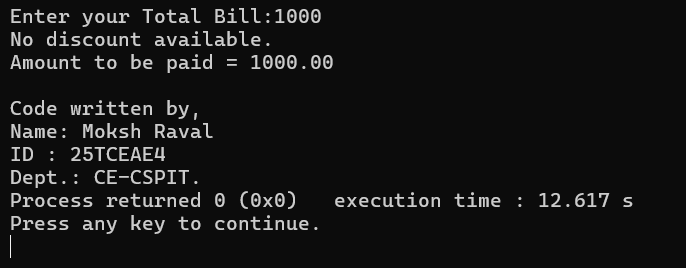 Enter your Total Bill:1000
No discount available.
Amount to be paid = 1000.00
Code written by,
Name: Moksh Raval
ID : 25TCEAE4
Dept.: CE-CSPIT.
Process returned 0 (0x0)   execution time : 12.617 s
Press any key to continue.